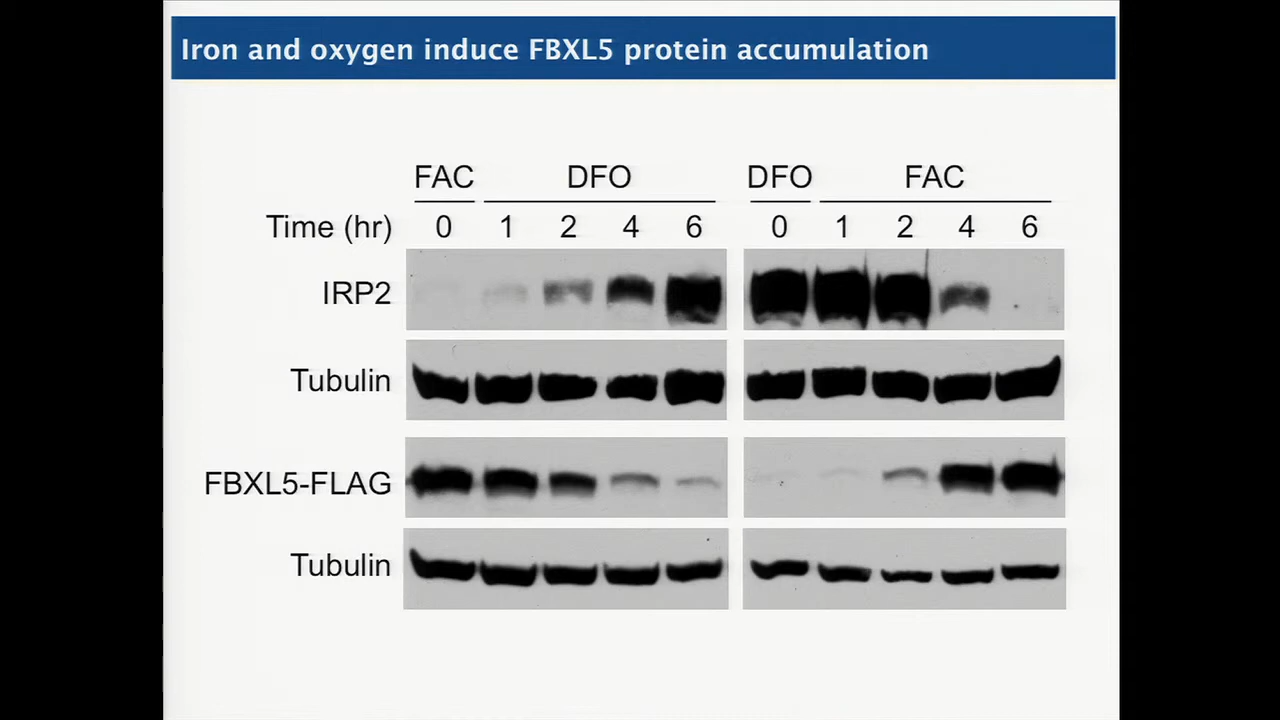 Iron and oxygen induce FBXL5 protein accumulation
FAC DFO DFO FAC
Time (hr) 0 1 2 4 6 0 1 2 4 6
IRP2
Tubulin
FBXL5-FLAG
Tubulin